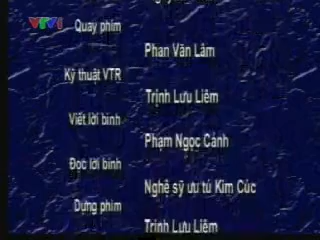 VTV1
Quay phim
Phan Văn Lâm
Kỹ thuật VTR
Trịnh Lưu Liêm
Viết lời bình
Phạm Ngọc Cảnh
Đọc lời bình
Nghệ sỹ ưu tú Kim Cúc
Dựng phim
Trịnh Lưu Liêm